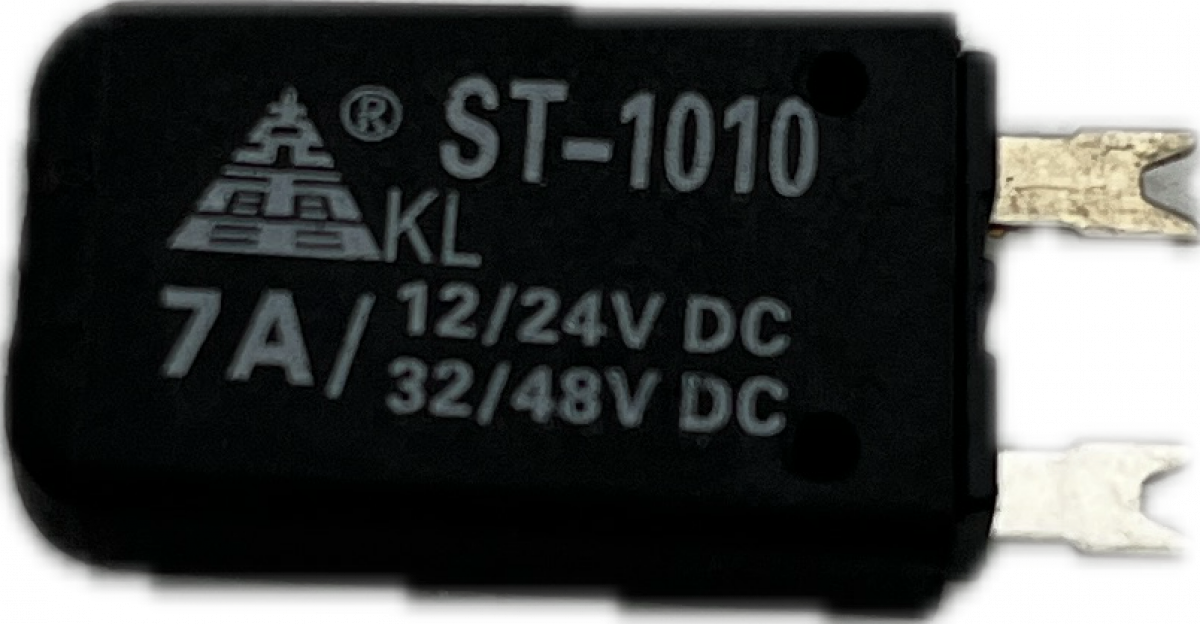 ® ST-1010
KL
7A/ 12/24V DC
32/48V DC